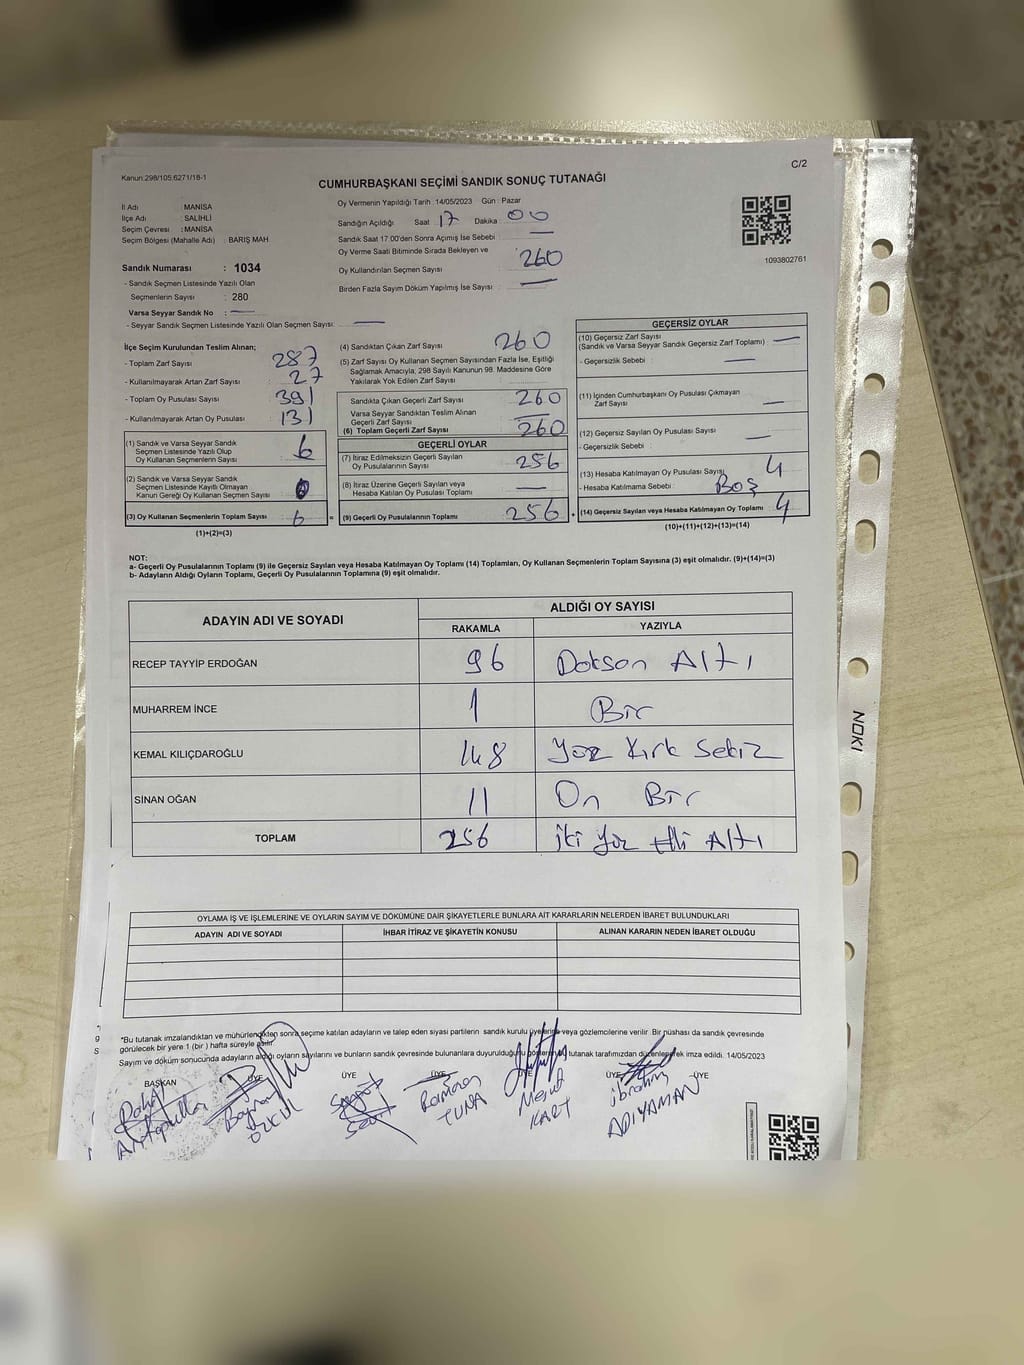 C/2
Kanun:298/105,6271/18-1
CUMHURBAŞKANI SEÇİMİ SANDIK SONUÇ TUTANAĞI
İl Adı : MANİSA
İlçe Adı : SALİHLİ
Seçim Çevresi : MANİSA
Seçim Bölgesi (Mahalle Adı) : BARIŞ MAH
Sandık Numarası : 1034
- Sandık Seçmen Listesinde Yazılı Olan
Seçmenlerin Sayısı : 280
Varsa Seyyar Sandık No : —
- Seyyar Sandık Seçmen Listesinde Yazılı Olan Seçmen Sayısı: —
Oy Vermenin Yapıldığı Tarih : 14/05/2023 Gün : Pazar
Sandığın Açıldığı Saat : 17 Dakika : 00
Sandık Saat 17:00'den Sonra Açımış İse Sebebi : —
Oy Verme Saati Bitiminde Sırada Bekleyen ve
Oy Kullandırılan Seçmen Sayısı : 260
Birden Fazla Sayım Döküm Yapılmış İse Sayısı : —
1093802761
İlçe Seçim Kurulundan Teslim Alınan;
- Toplam Zarf Sayısı : 287
- Kullanılmayarak Artan Zarf Sayısı : 27
- Toplam Oy Pusulası Sayısı : 391
- Kullanılmayarak Artan Oy Pusulası : 131
(1) Sandık ve Varsa Seyyar Sandık
Seçmen Listesinde Yazılı Olup
Oy Kullanan Seçmenlerin Sayısı : 6
(2) Sandık ve Varsa Seyyar Sandık
Seçmen Listesinde Kayıtlı Olmayan
Kanun Gereği Oy Kullanan Seçmen Sayısı :
(3) Oy Kullanan Seçmenlerin Toplam Sayısı : 6
(1)+(2)=(3)
(4) Sandıktan Çıkan Zarf Sayısı : 260
(5) Zarf Sayısı Oy Kullanan Seçmen Sayısından Fazla İse, Eşitliği
Sağlamak Amacıyla; 298 Sayılı Kanunun 98. Maddesine Göre
Yakılarak Yok Edilen Zarf Sayısı :
Sandıkta Çıkan Geçerli Zarf Sayısı : 260
Varsa Seyyar Sandıktan Teslim Alınan
Geçerli Zarf Sayısı : —
(6) Toplam Geçerli Zarf Sayısı : 260
GEÇERLİ OYLAR
(7) İtiraz Edilmeksizin Geçerli Sayılan
Oy Pusulalarının Sayısı : 256
(8) İtiraz Üzerine Geçerli Sayılan veya
Hesaba Katılan Oy Pusulası Toplamı : —
= (9) Geçerli Oy Pusulalarının Toplamı : 256 +
GEÇERSİZ OYLAR
(10) Geçersiz Zarf Sayısı : —
(Sandık ve Varsa Seyyar Sandık Geçersiz Zarf Toplamı)
- Geçersizlik Sebebi : —
(11) İçinden Cumhurbaşkanı Oy Pusulası Çıkmayan
Zarf Sayısı : —
(12) Geçersiz Sayılan Oy Pusulası Sayısı : —
- Geçersizlik Sebebi :
(13) Hesaba Katılmayan Oy Pusulası Sayısı 4
- Hesaba Katılmama Sebebi : BOŞ
(14) Geçersiz Sayılan veya Hesaba Katılmayan Oy Toplamı : 4
(10)+(11)+(12)+(13)=(14)
NOT:
a- Geçerli Oy Pusulalarının Toplamı (9) ile Geçersiz Sayılan veya Hesaba Katılmayan Oy Toplamı (14) Toplamları, Oy Kullanan Seçmenlerin Toplam Sayısına (3) eşit olmalıdır. (9)+(14)=(3)
b- Adayların Aldığı Oyların Toplamı, Geçerli Oy Pusulalarının Toplamına (9) eşit olmalıdır.
ADAYIN ADI VE SOYADI ALDIĞI OY SAYISI
RAKAMLA YAZIYLA
RECEP TAYYİP ERDOĞAN 96 Doksan Altı
MUHARREM İNCE 1 Bir
KEMAL KILIÇDAROĞLU 148 Yüz Kırk Sekiz
SİNAN OĞAN 11 On Bir
TOPLAM 256 İki Yüz Elli Altı
OYLAMA İŞ VE İŞLEMLERİNE VE OYLARIN SAYIM VE DÖKÜMÜNE DAİR ŞİKAYETLERLE BUNLARA AİT KARARLARIN NELERDEN İBARET BULUNDUKLARI
ADAYIN ADI VE SOYADI İHBAR İTİRAZ VE ŞİKAYETİN KONUSU ALINAN KARARIN NEDEN İBARET OLDUĞU
*Bu tutanak imzalandıktan ve mühürlendikten sonra seçime katılan adayların ve talep eden siyasi partilerin sandık kurulu üyelerine veya gözlemcilerine verilir. Bir nüshası da sandık çevresinde
görülecek bir yere 1 (bir) hafta süreyle asılır.
Sayım ve döküm sonucunda adayların aldığı oyların sayılarını ve bunların sandık çevresinde bulunanlara duyurulduğunu gösteren tutanak tarafımızdan düzenlenerek imza edildi. 14/05/2023
BAŞKAN ÜYE ÜYE ÜYE ÜYE ÜYE
Ramazan TUNA
Mesut KART
İbrahim ADIYAMAN
NOKI